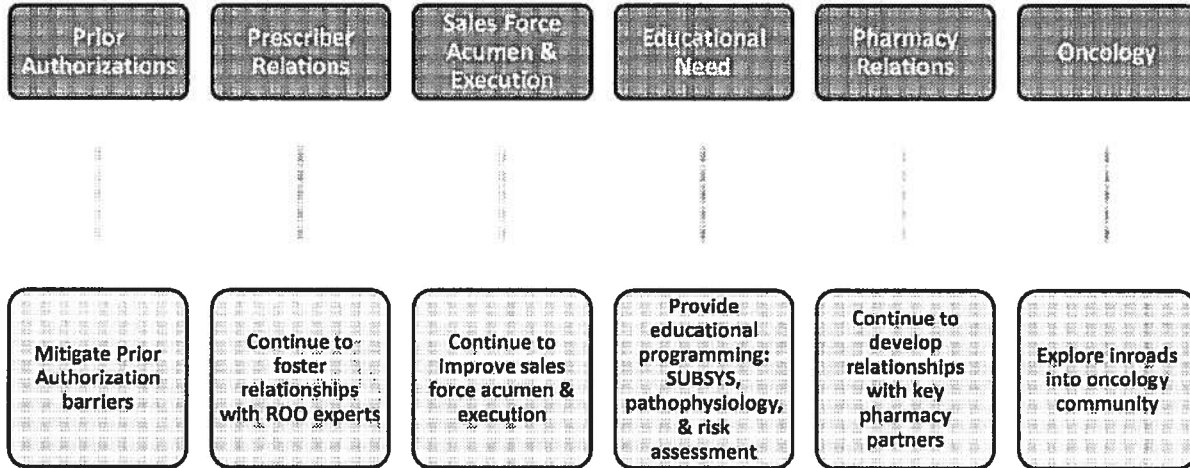 Prior
Authorizations
Prescriber
Relations
Sales Force
Acumen &
Execution
Educational
Need
Pharmacy
Relations
Oncology
Mitigate Prior
Authorization
barriers
Continue to
foster
relationships
with ROO experts
Continue to
improve sales
force acumen &
execution
Provide
educational
programming:
SUBSYS,
pathophysiology,
& risk
assessment
Continue to
develop
relationships
with key
pharmacy
partners
Explore inroads
into oncology
community